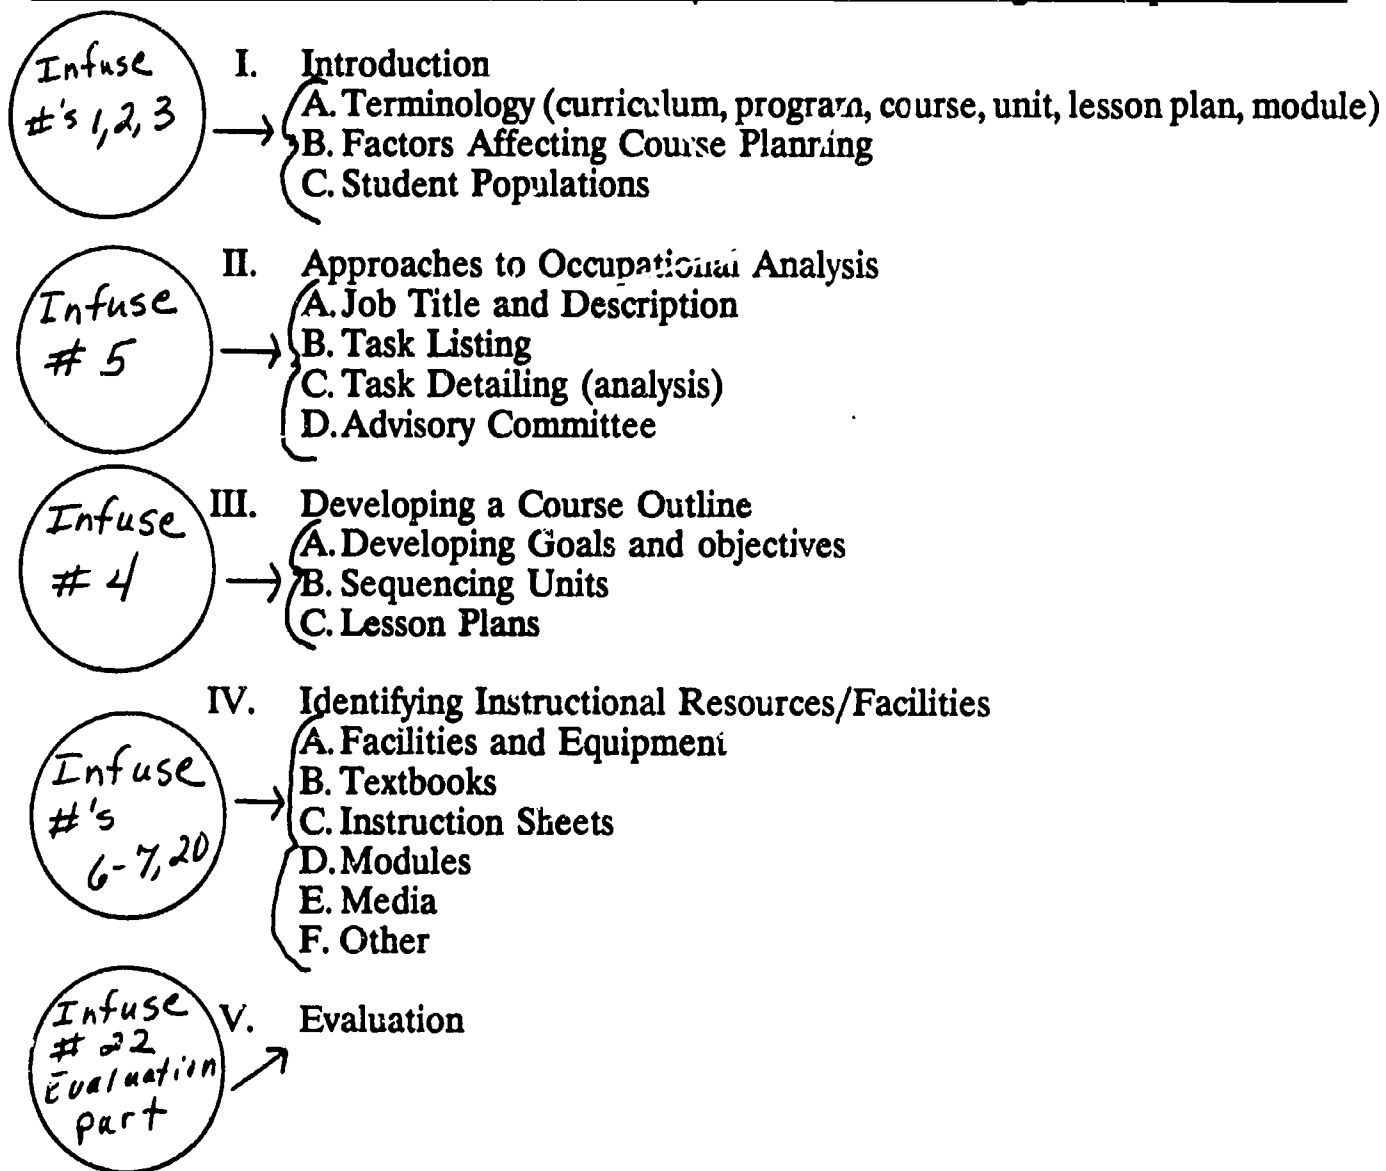 Infuse
#'s 1, 2, 3
I. Introduction
A. Terminology (curriculum, program, course, unit, lesson plan, module)
B. Factors Affecting Course Planning
C. Student Populations
Infuse
# 5
II. Approaches to Occupational Analysis
A. Job Title and Description
B. Task Listing
C. Task Detailing (analysis)
D. Advisory Committee
Infuse
# 4
III. Developing a Course Outline
A. Developing Goals and objectives
B. Sequencing Units
C. Lesson Plans
Infuse
#'s
6-7, 20
IV. Identifying Instructional Resources/Facilities
A. Facilities and Equipment
B. Textbooks
C. Instruction Sheets
D. Modules
E. Media
F. Other
Infuse
# 22
Evaluation
part
V. Evaluation